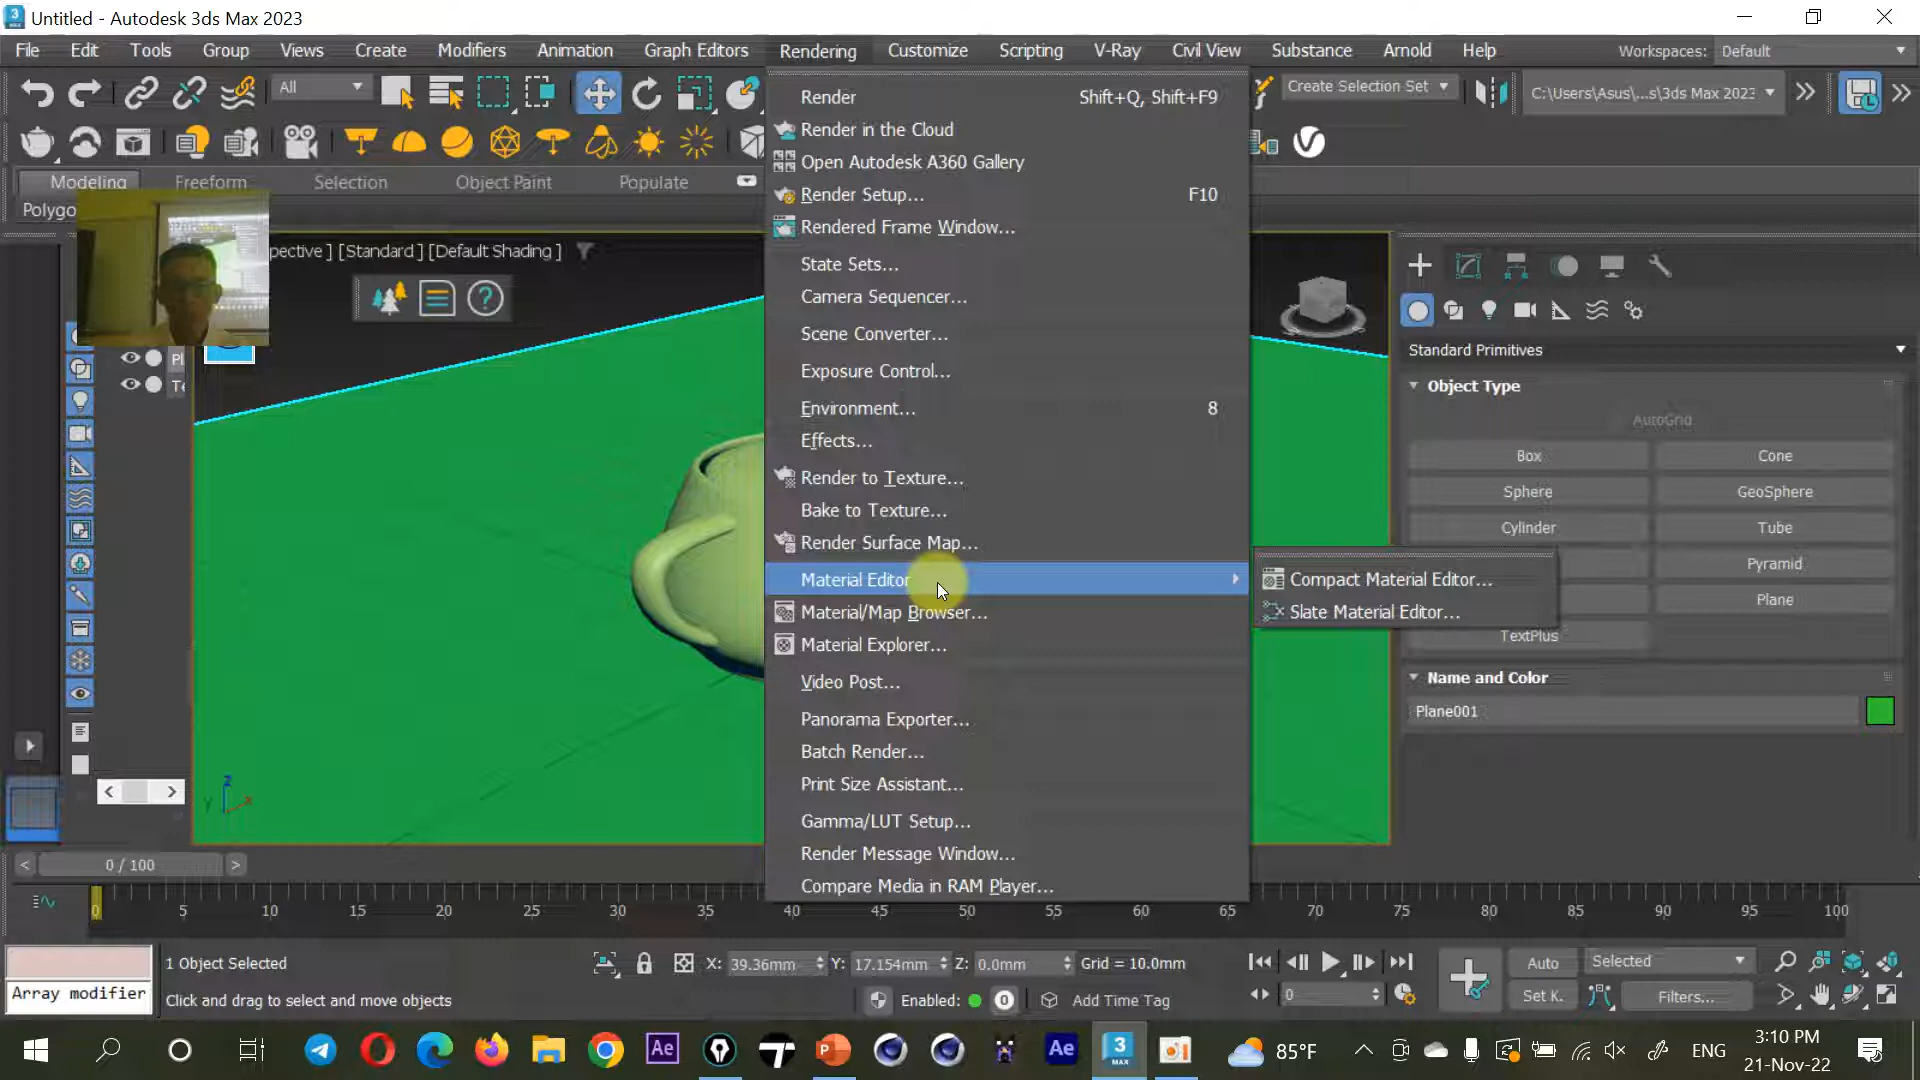 Untitled - Autodesk 3ds Max 2023
File Edit Tools Group Views Create Modifiers Animation Graph Editors Rendering Customize Scripting V-Ray Civil View Substance Arnold Help Workspaces: Default
All
Create Selection Set
C:\Users\Asus\...s\3ds Max 2023
Modeling Freeform Selection Object Paint Populate
Polygo
Render Shift+Q, Shift+F9
Render in the Cloud
Open Autodesk A360 Gallery
Render Setup... F10
Rendered Frame Window...
State Sets...
Camera Sequencer...
Scene Converter...
Exposure Control...
Environment... 8
Effects...
Render to Texture...
Bake to Texture...
Render Surface Map...
Material Editor
Material/Map Browser...
Material Explorer...
Video Post...
Panorama Exporter...
Batch Render...
Print Size Assistant...
Gamma/LUT Setup...
Render Message Window...
Compare Media in RAM Player...
Compact Material Editor...
Slate Material Editor...
pective ] [Standard ] [Default Shading ]
Pl
Te
Standard Primitives
Object Type
AutoGrid
Box Cone
Sphere GeoSphere
Cylinder Tube
Pyramid
Plane
TextPlus
Name and Color
Plane001
z
y x
< >
< 0 / 100 >
0 5 10 15 20 25 30 35 40 45 50 55 60 65 70 75 80 85 90 95 100
1 Object Selected
X: 39.36mm Y: 17.154mm Z: 0.0mm Grid = 10.0mm
Auto Selected
Array modifier
Click and drag to select and move objects
Enabled: 0 Add Time Tag
0
Set K. Filters...
Ae Ae 3 MAX
85°F
ENG
3:10 PM
21-Nov-22